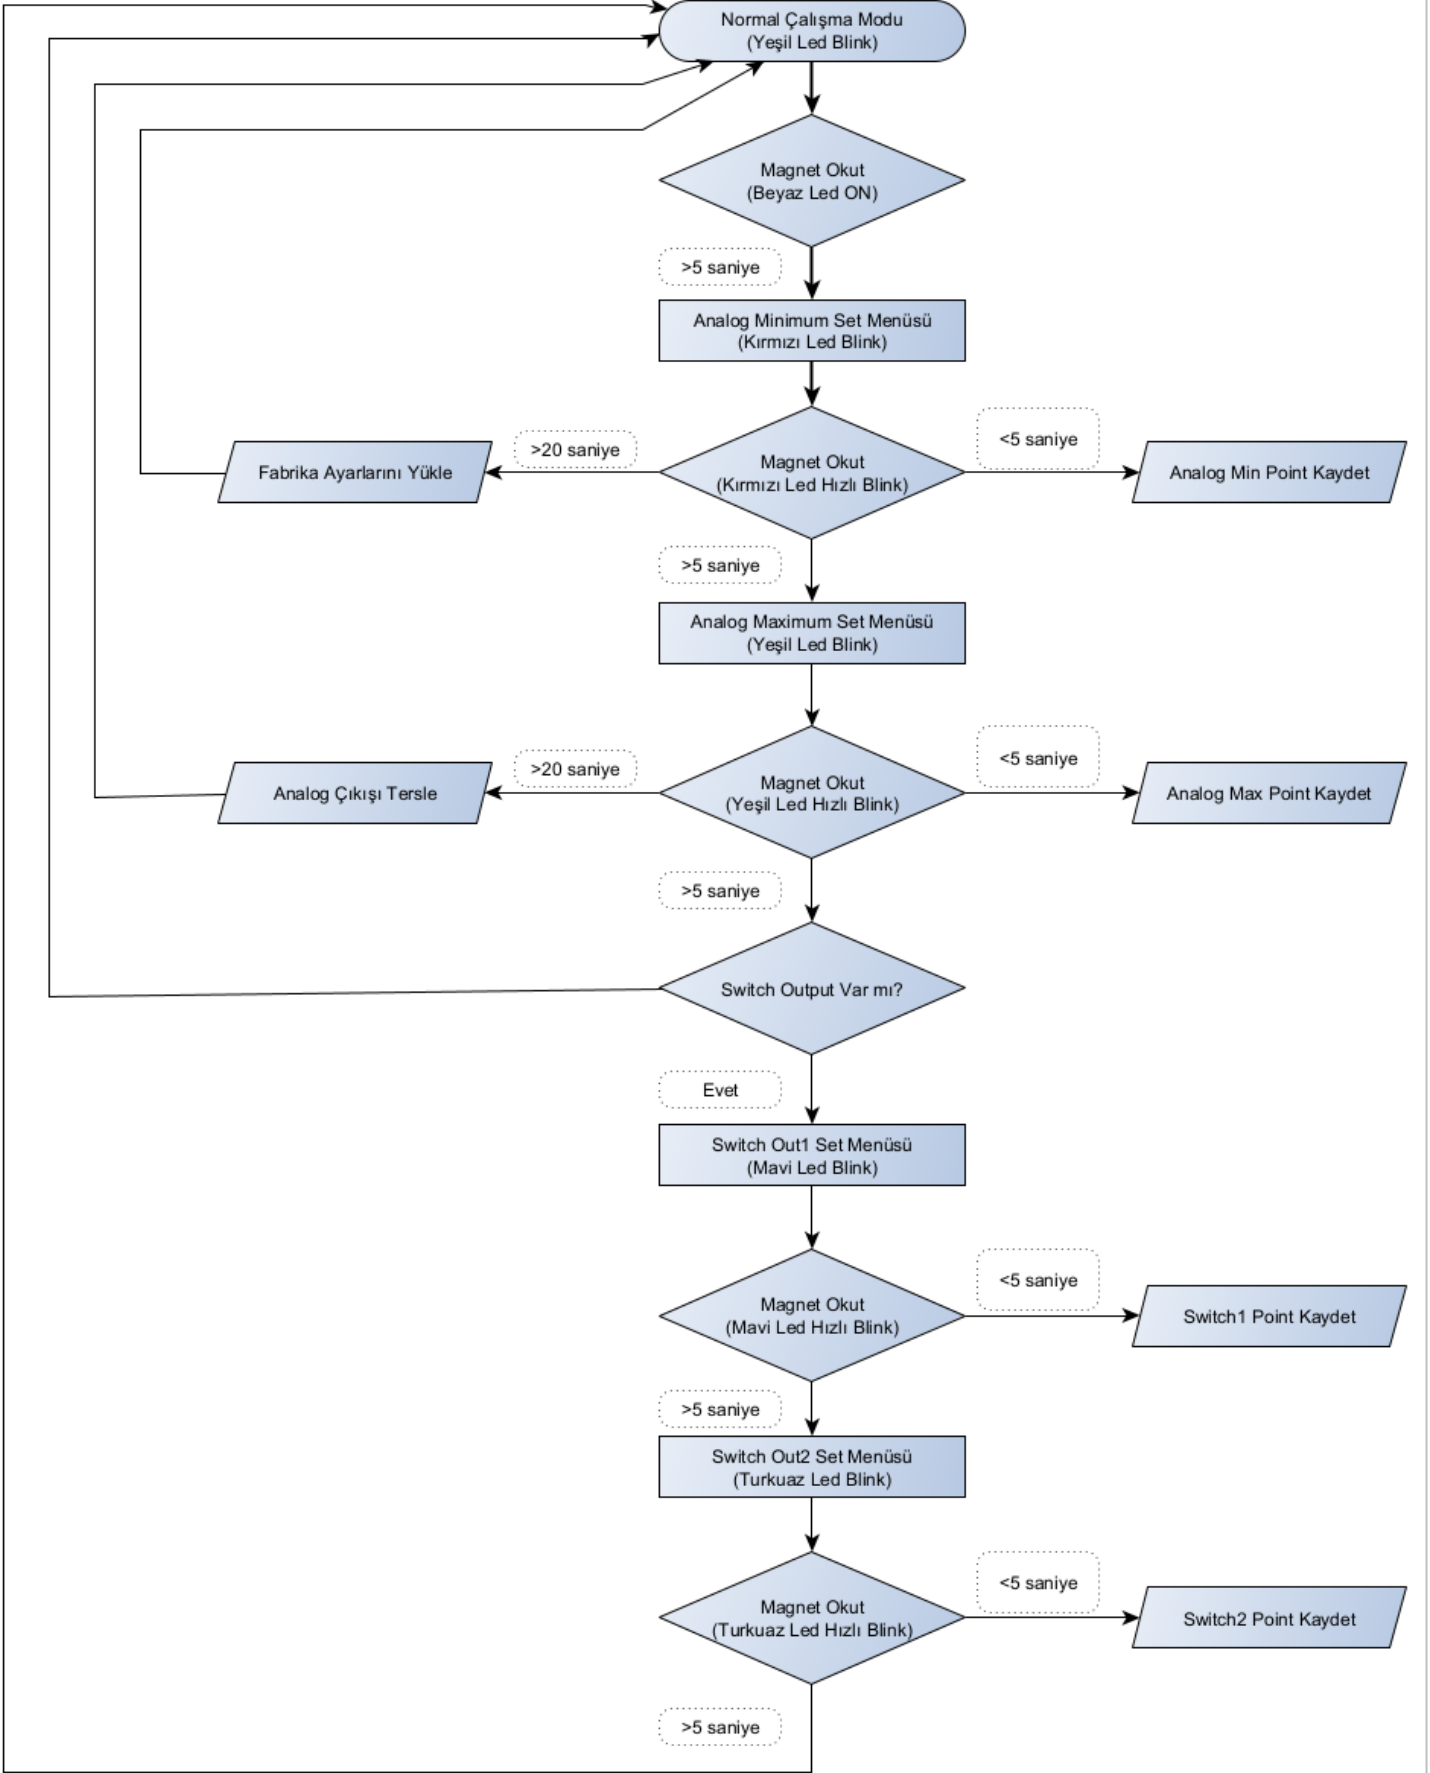 Normal Çalışma Modu
(Yeşil Led Blink)
Magnet Okut
(Beyaz Led ON)
>5 saniye
Analog Minimum Set Menüsü
(Kırmızı Led Blink)
>20 saniye
<5 saniye
Fabrika Ayarlarını Yükle
Magnet Okut
(Kırmızı Led Hızlı Blink)
Analog Min Point Kaydet
>5 saniye
Analog Maximum Set Menüsü
(Yeşil Led Blink)
>20 saniye
<5 saniye
Analog Çıkışı Tersle
Magnet Okut
(Yeşil Led Hızlı Blink)
Analog Max Point Kaydet
>5 saniye
Switch Output Var mı?
Evet
Switch Out1 Set Menüsü
(Mavi Led Blink)
<5 saniye
Magnet Okut
(Mavi Led Hızlı Blink)
Switch1 Point Kaydet
>5 saniye
Switch Out2 Set Menüsü
(Turkuaz Led Blink)
<5 saniye
Magnet Okut
(Turkuaz Led Hızlı Blink)
Switch2 Point Kaydet
>5 saniye